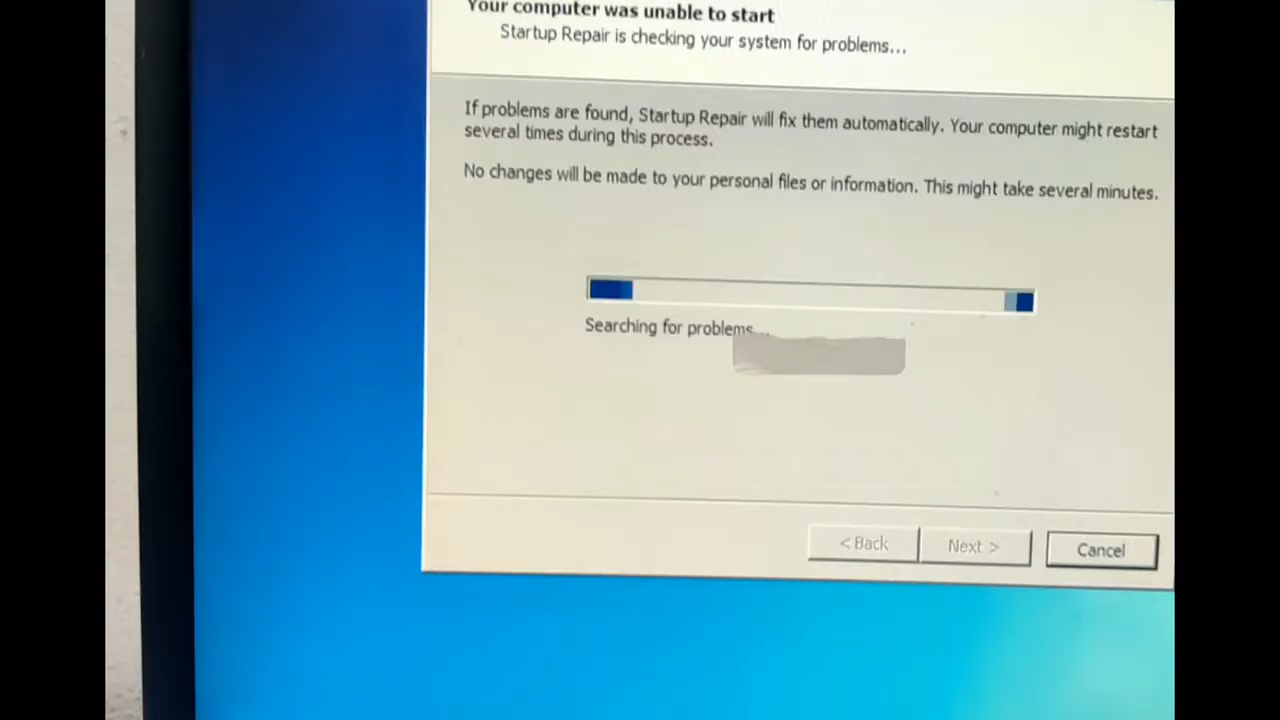 Your computer was unable to start
Startup Repair is checking your system for problems...
If problems are found, Startup Repair will fix them automatically. Your computer might restart
several times during this process.
No changes will be made to your personal files or information. This might take several minutes.
Searching for problems...
< Back
Next >
Cancel